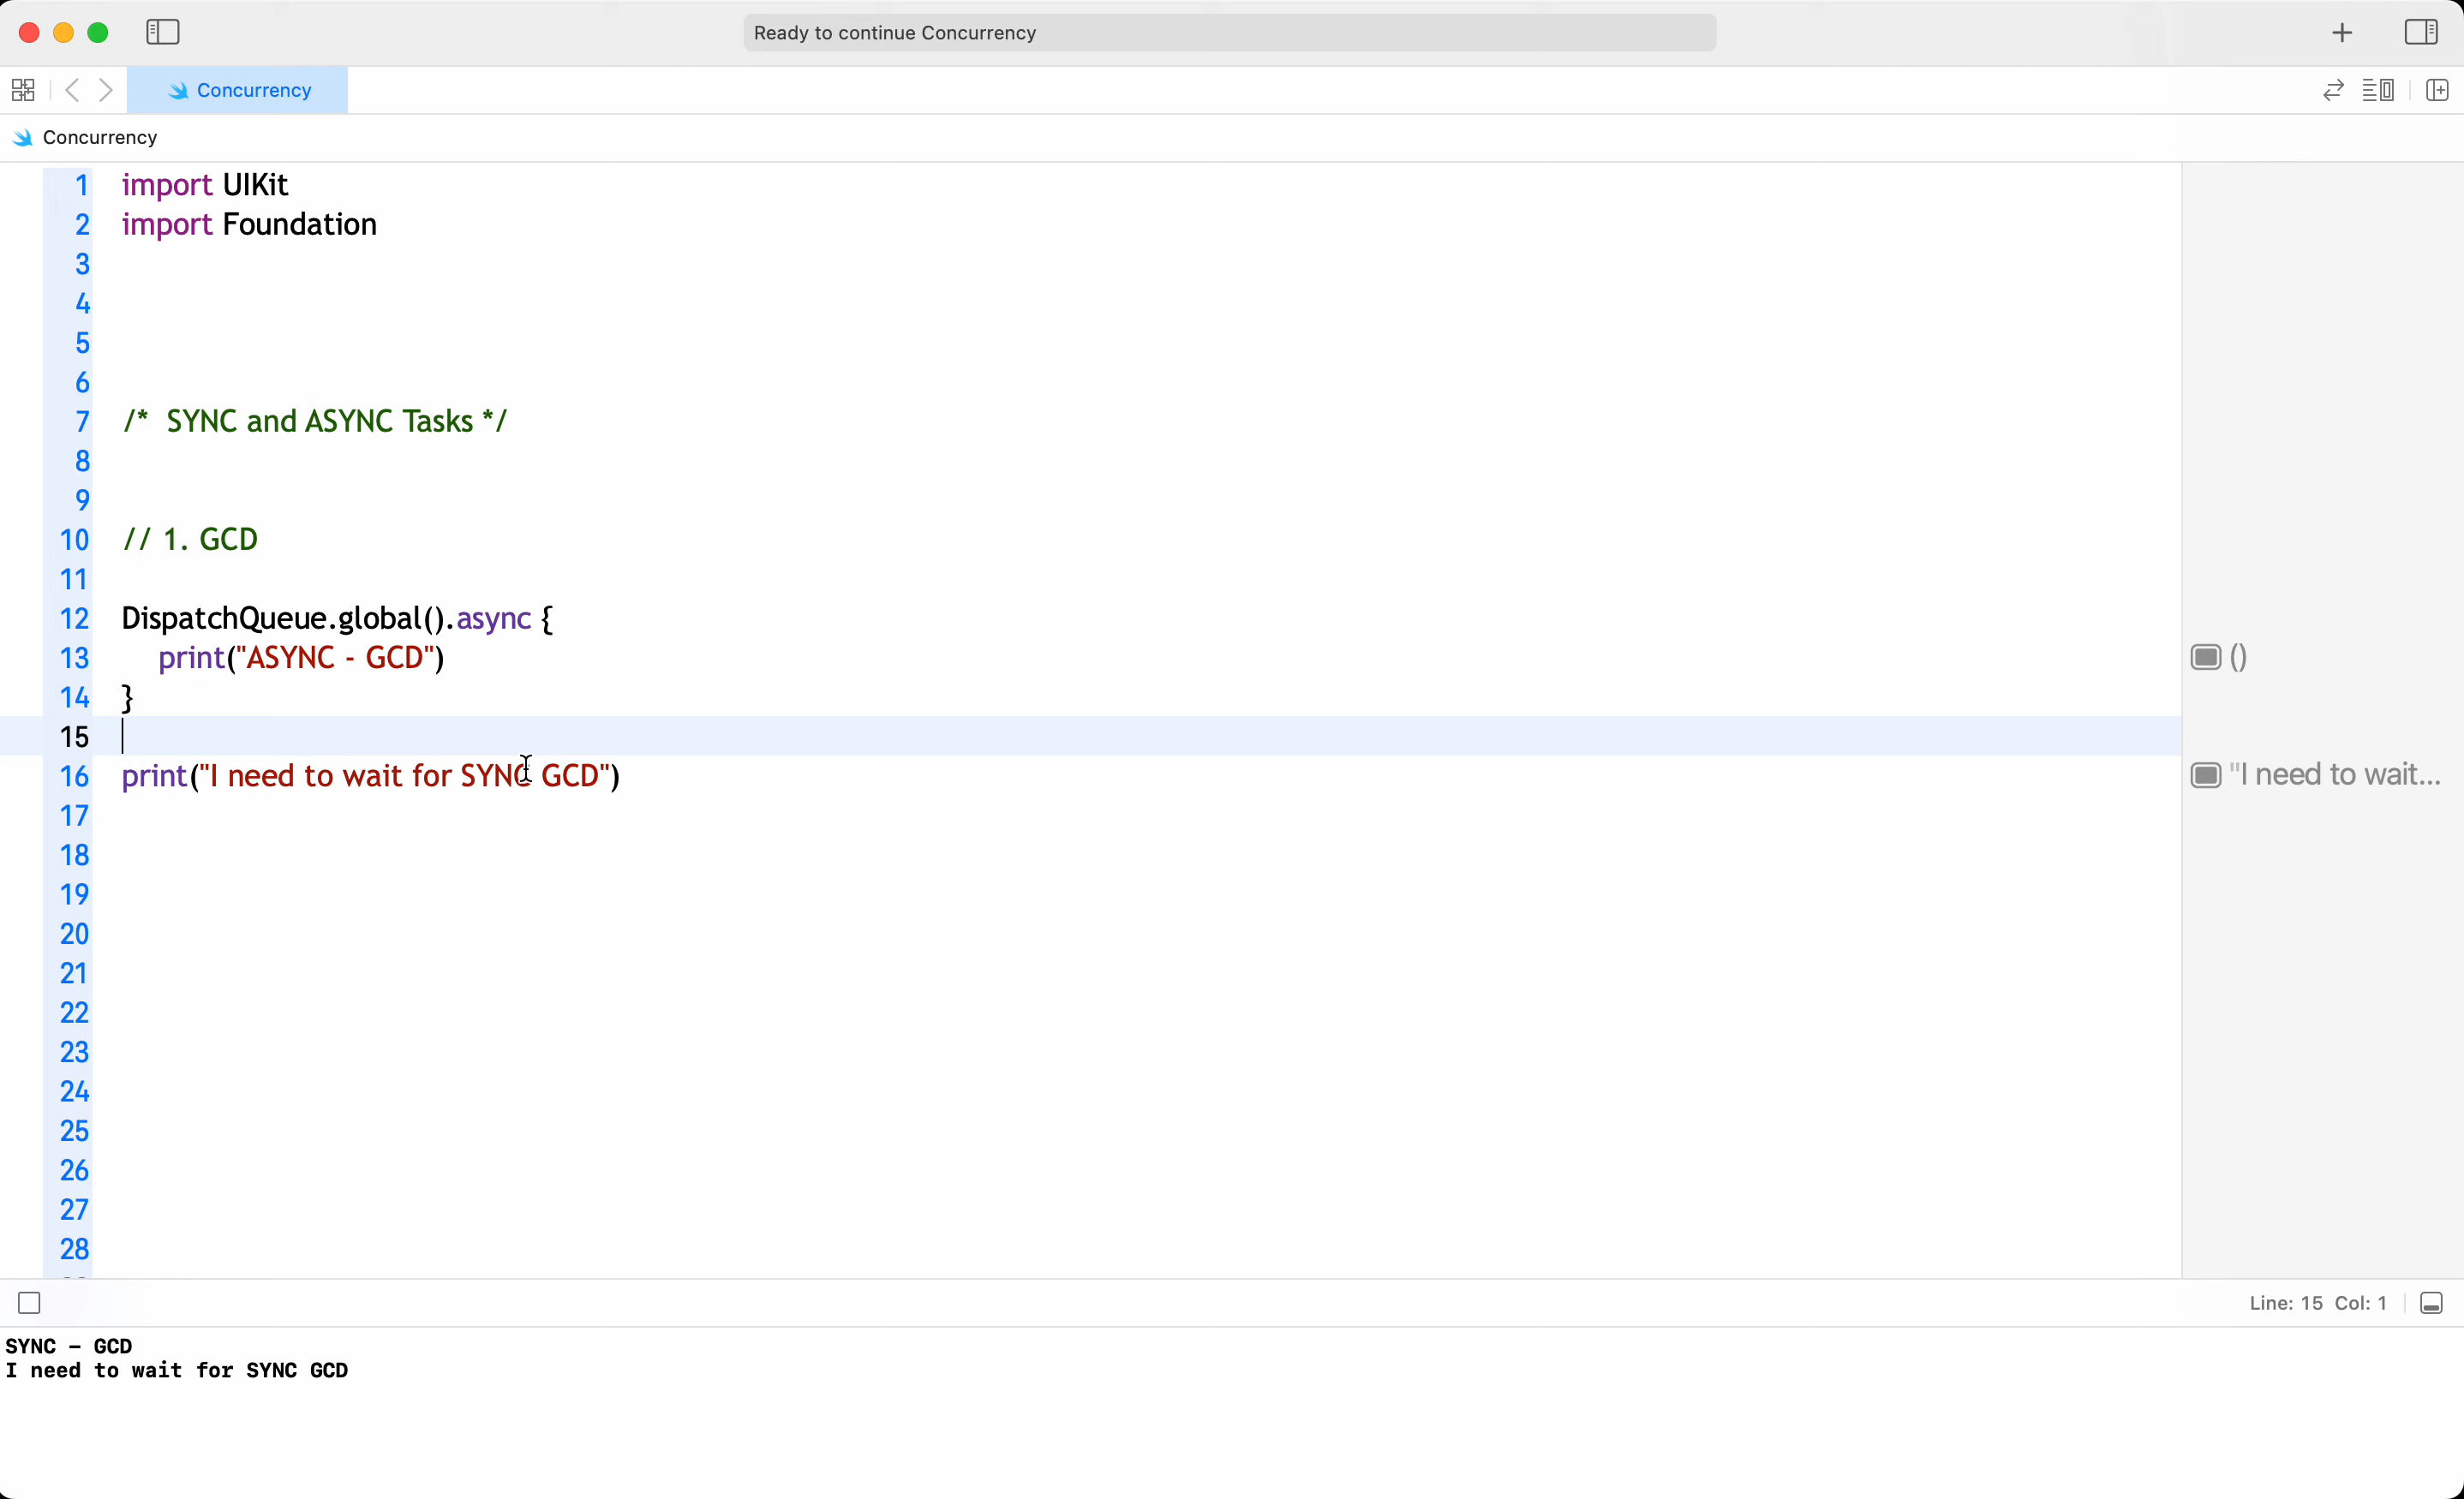 Ready to continue Concurrency
Concurrency
Concurrency
1 import UIKit
2 import Foundation
3
4
5
6
7 /* SYNC and ASYNC Tasks */
8
9
10 // 1. GCD
11
12 DispatchQueue.global().async {
13 print("ASYNC - GCD") ()
14 }
15
16 print("I need to wait for SYNC GCD") "I need to wait...
17
18
19
20
21
22
23
24
25
26
27
28
Line: 15 Col: 1
SYNC - GCD
I need to wait for SYNC GCD